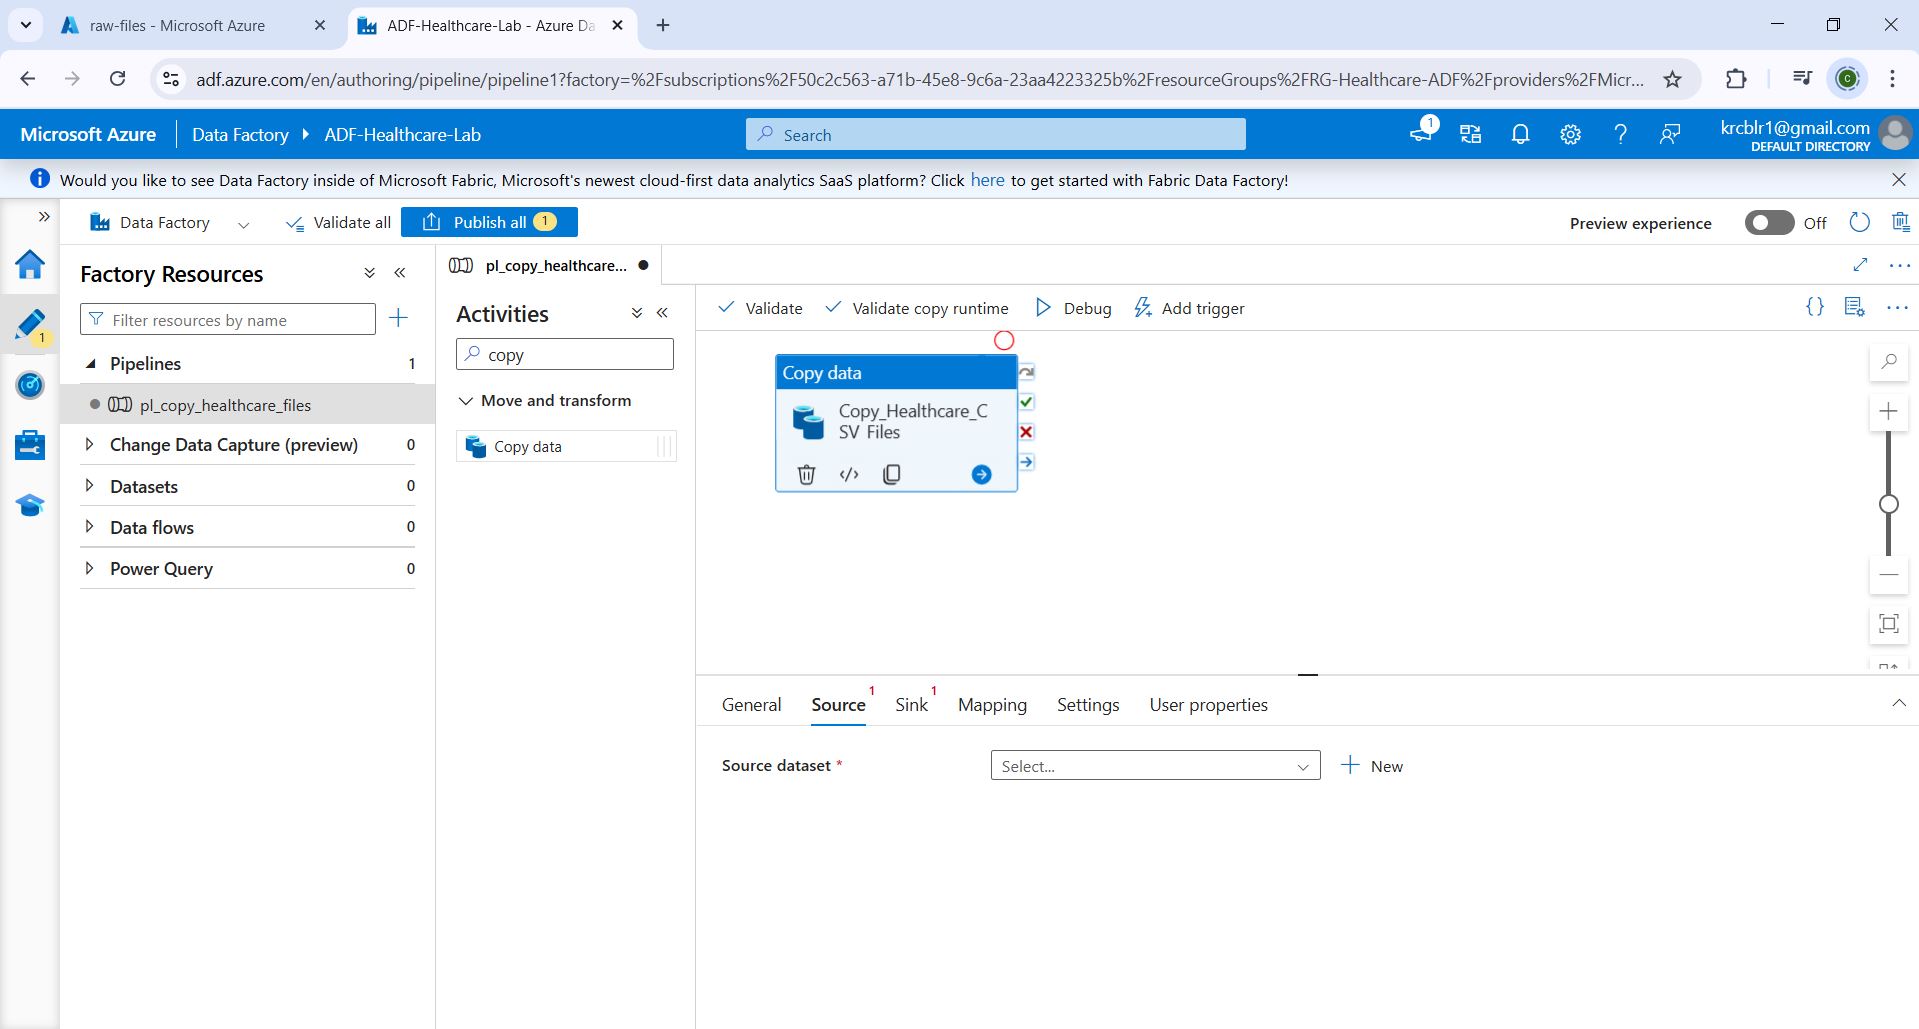 raw-files - Microsoft Azure
ADF-Healthcare-Lab - Azure Da
adf.azure.com/en/authoring/pipeline/pipeline1?factory=%2Fsubscriptions%2F50c2c563-a71b-45e8-9c6a-23aa4223325b%2FresourceGroups%2FRG-Healthcare-ADF%2Fproviders%2FMicr...
C
Microsoft Azure
Data Factory
ADF-Healthcare-Lab
Search
1
krcblr1@gmail.com
DEFAULT DIRECTORY
Would you like to see Data Factory inside of Microsoft Fabric, Microsoft's newest cloud-first data analytics SaaS platform? Click here to get started with Fabric Data Factory!
Data Factory
Validate all
Publish all 1
Preview experience
Off
1
Factory Resources
Filter resources by name
Pipelines 1
pl_copy_healthcare_files
Change Data Capture (preview) 0
Datasets 0
Data flows 0
Power Query 0
pl_copy_healthcare...
Activities
copy
Move and transform
Copy data
Validate
Validate copy runtime
Debug
Add trigger
Copy data
Copy_Healthcare_C
SV Files
General
Source 1
Sink 1
Mapping
Settings
User properties
Source dataset *
Select...
New